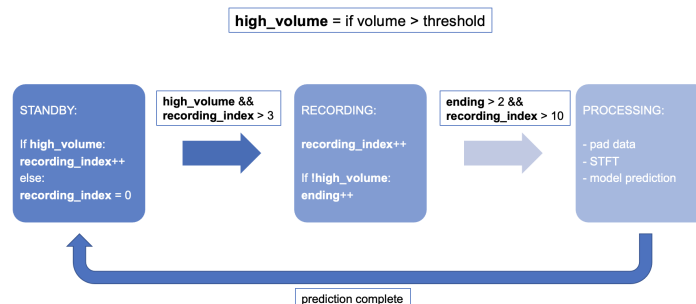 high_volume = if volume > threshold
STANDBY:
If high_volume:
recording_index++
else:
recording_index = 0
high_volume &&
recording_index > 3
RECORDING:
recording_index++
If !high_volume:
ending++
ending > 2 &&
recording_index > 10
PROCESSING:
- pad data
- STFT
- model prediction
prediction complete